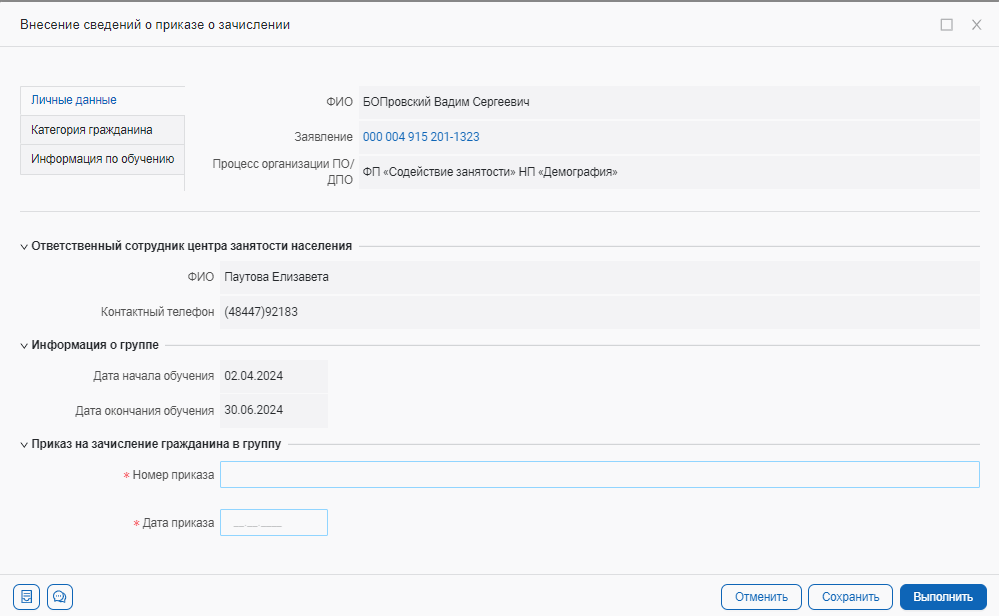 Внесение сведений о приказе о зачислении
Личные данные
Категория гражданина
Информация по обучению
ФИО БОПровский Вадим Сергеевич
Заявление 000 004 915 201-1323
Процесс организации ПО/
ДПО ФП «Содействие занятости» НП «Демография»
Ответственный сотрудник центра занятости населения
ФИО Паутова Елизавета
Контактный телефон (48447)92183
Информация о группе
Дата начала обучения 02.04.2024
Дата окончания обучения 30.06.2024
Приказ на зачисление гражданина в группу
* Номер приказа
* Дата приказа __.__.____
Отменить Сохранить Выполнить